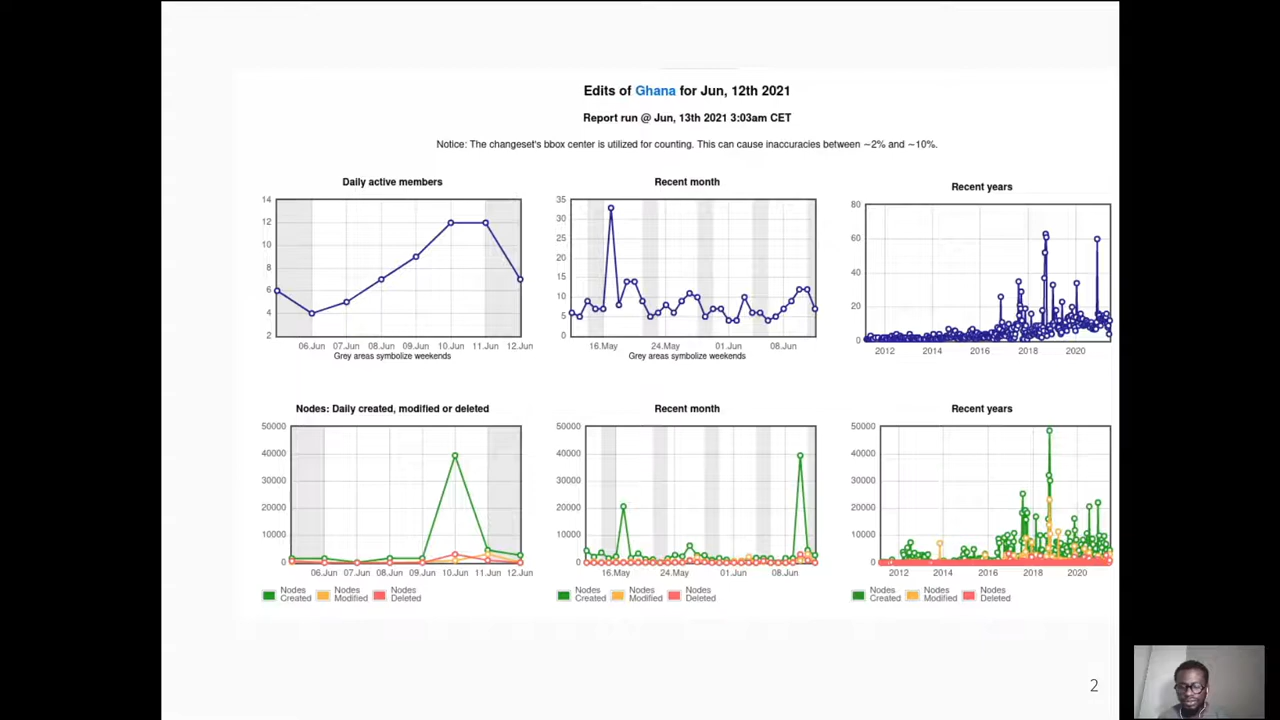 Edits of Ghana for Jun, 12th 2021
Report run @ Jun, 13th 2021 3:03am CET
Notice: The changeset's bbox center is utilized for counting. This can cause inaccuracies between ~2% and ~10%.
Daily active members
14
12
10
8
6
4
2
06.Jun 07.Jun 08.Jun 09.Jun 10.Jun 11.Jun 12.Jun
Grey areas symbolize weekends
Recent month
35
30
25
20
15
10
5
0
16.May 24.May 01.Jun 08.Jun
Grey areas symbolize weekends
Recent years
80
60
40
20
0
2012 2014 2016 2018 2020
Nodes: Daily created, modified or deleted
50000
40000
30000
20000
10000
0
06.Jun 07.Jun 08.Jun 09.Jun 10.Jun 11.Jun 12.Jun
Nodes Created Nodes Modified Nodes Deleted
Recent month
50000
40000
30000
20000
10000
0
16.May 24.May 01.Jun 08.Jun
Nodes Created Nodes Modified Nodes Deleted
Recent years
50000
40000
30000
20000
10000
0
2012 2014 2016 2018 2020
Nodes Created Nodes Modified Nodes Deleted
2